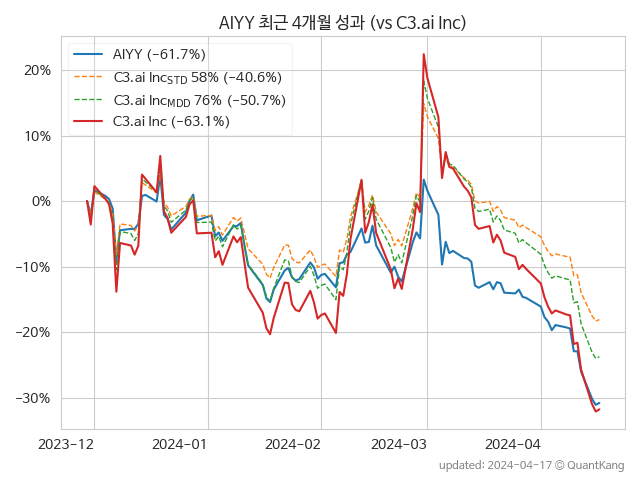 AIYY 최근 4개월 성과 (vs C3.ai Inc)
AIYY (−61.7%)
C3.ai Inc_STD 58% (−40.6%)
C3.ai Inc_MDD 76% (−50.7%)
C3.ai Inc (−63.1%)
20%
10%
0%
−10%
−20%
−30%
2023-12 2024-01 2024-02 2024-03 2024-04
updated: 2024-04-17 © QuantKang